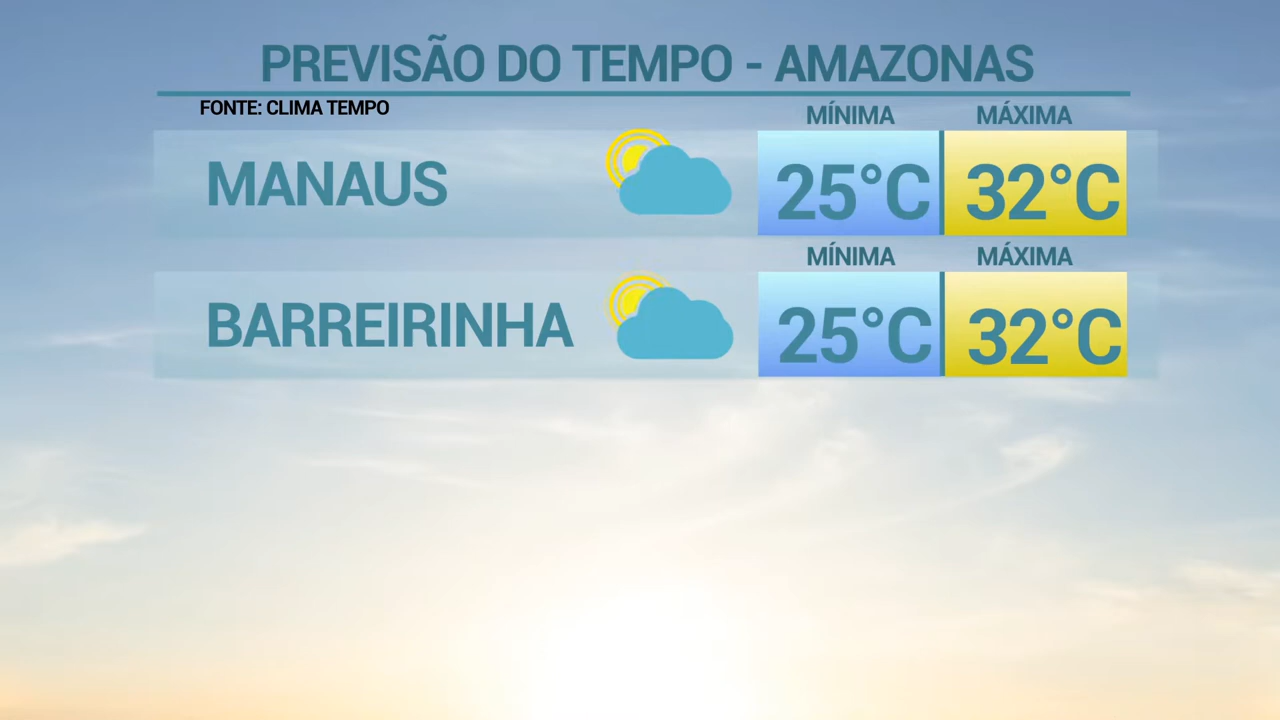 PREVISÃO DO TEMPO - AMAZONAS
FONTE: CLIMA TEMPO
MÍNIMA MÁXIMA
MANAUS 25°C 32°C
MÍNIMA MÁXIMA
BARREIRINHA 25°C 32°C